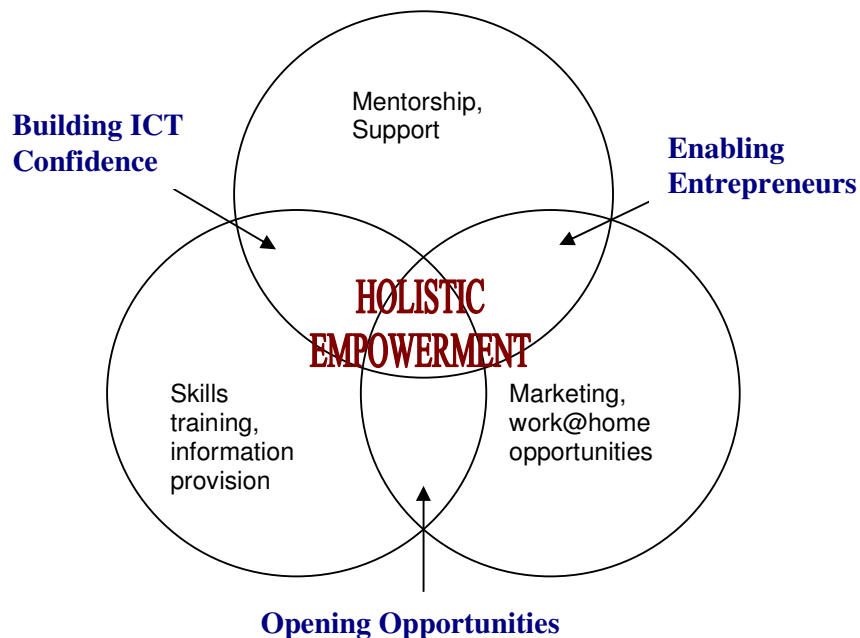 Mentorship,
Support
Building ICT
Confidence
Enabling
Entrepreneurs
HOLISTIC
EMPOWERMENT
Skills
training,
information
provision
Marketing,
work@home
opportunities
Opening Opportunities